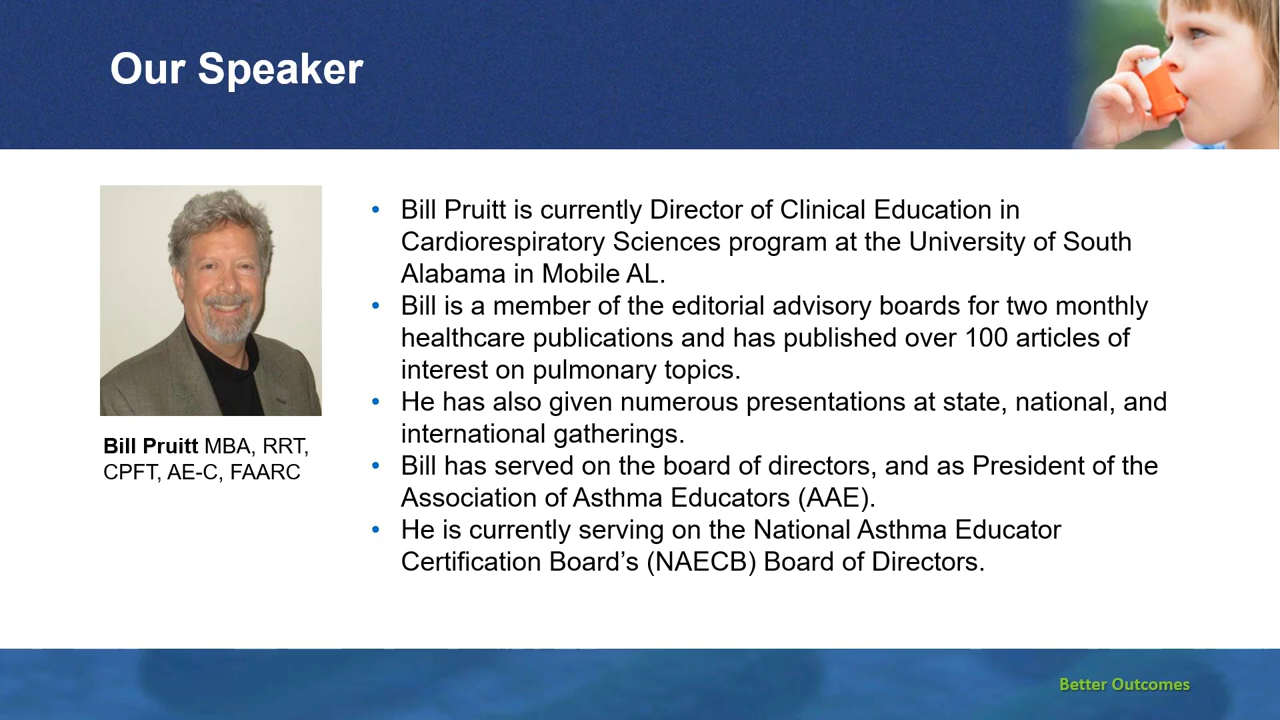 Our Speaker
Bill Pruitt MBA, RRT,
CPFT, AE-C, FAARC
• Bill Pruitt is currently Director of Clinical Education in
Cardiorespiratory Sciences program at the University of South
Alabama in Mobile AL.
• Bill is a member of the editorial advisory boards for two monthly
healthcare publications and has published over 100 articles of
interest on pulmonary topics.
• He has also given numerous presentations at state, national, and
international gatherings.
• Bill has served on the board of directors, and as President of the
Association of Asthma Educators (AAE).
• He is currently serving on the National Asthma Educator
Certification Board’s (NAECB) Board of Directors.
Better Outcomes